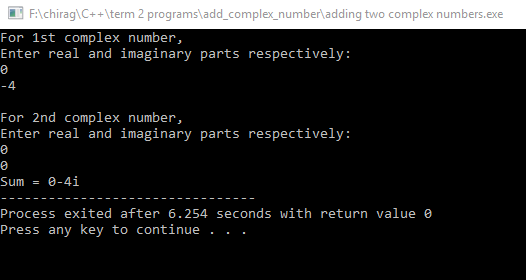 F:\chirag\C++\term 2 programs\add_complex_number\adding two complex numbers.exe
For 1st complex number,
Enter real and imaginary parts respectively:
0
-4
For 2nd complex number,
Enter real and imaginary parts respectively:
0
0
Sum = 0-4i
--------------------------------
Process exited after 6.254 seconds with return value 0
Press any key to continue . . .